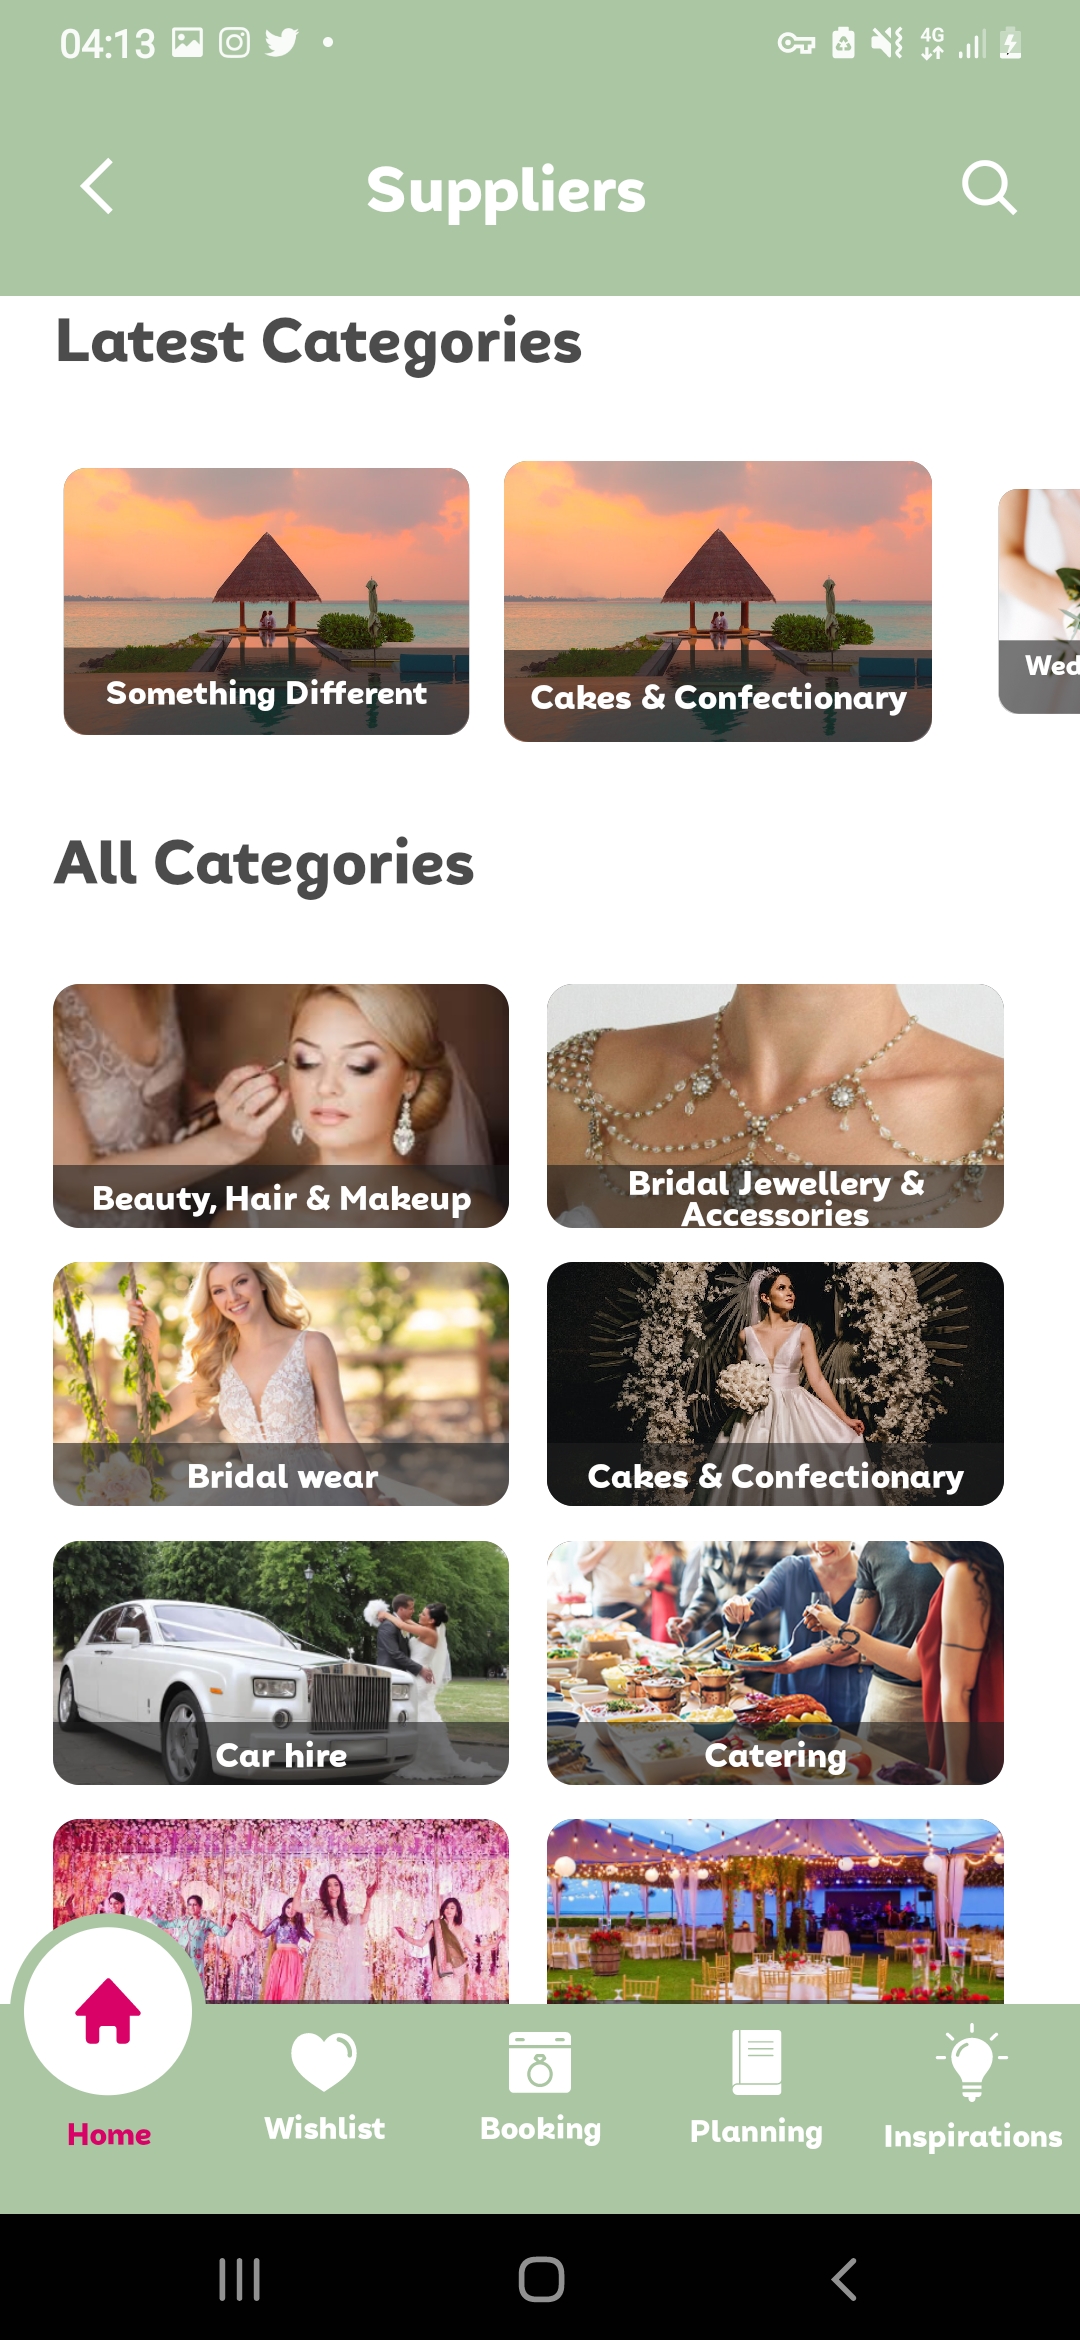 04:13
4G
Suppliers
Latest Categories
Something Different
Cakes & Confectionary
Wed
All Categories
Beauty, Hair & Makeup
Bridal Jewellery &
Accessories
Bridal wear
Cakes & Confectionary
Car hire
Catering
Home
Wishlist
Booking
Planning
Inspirations